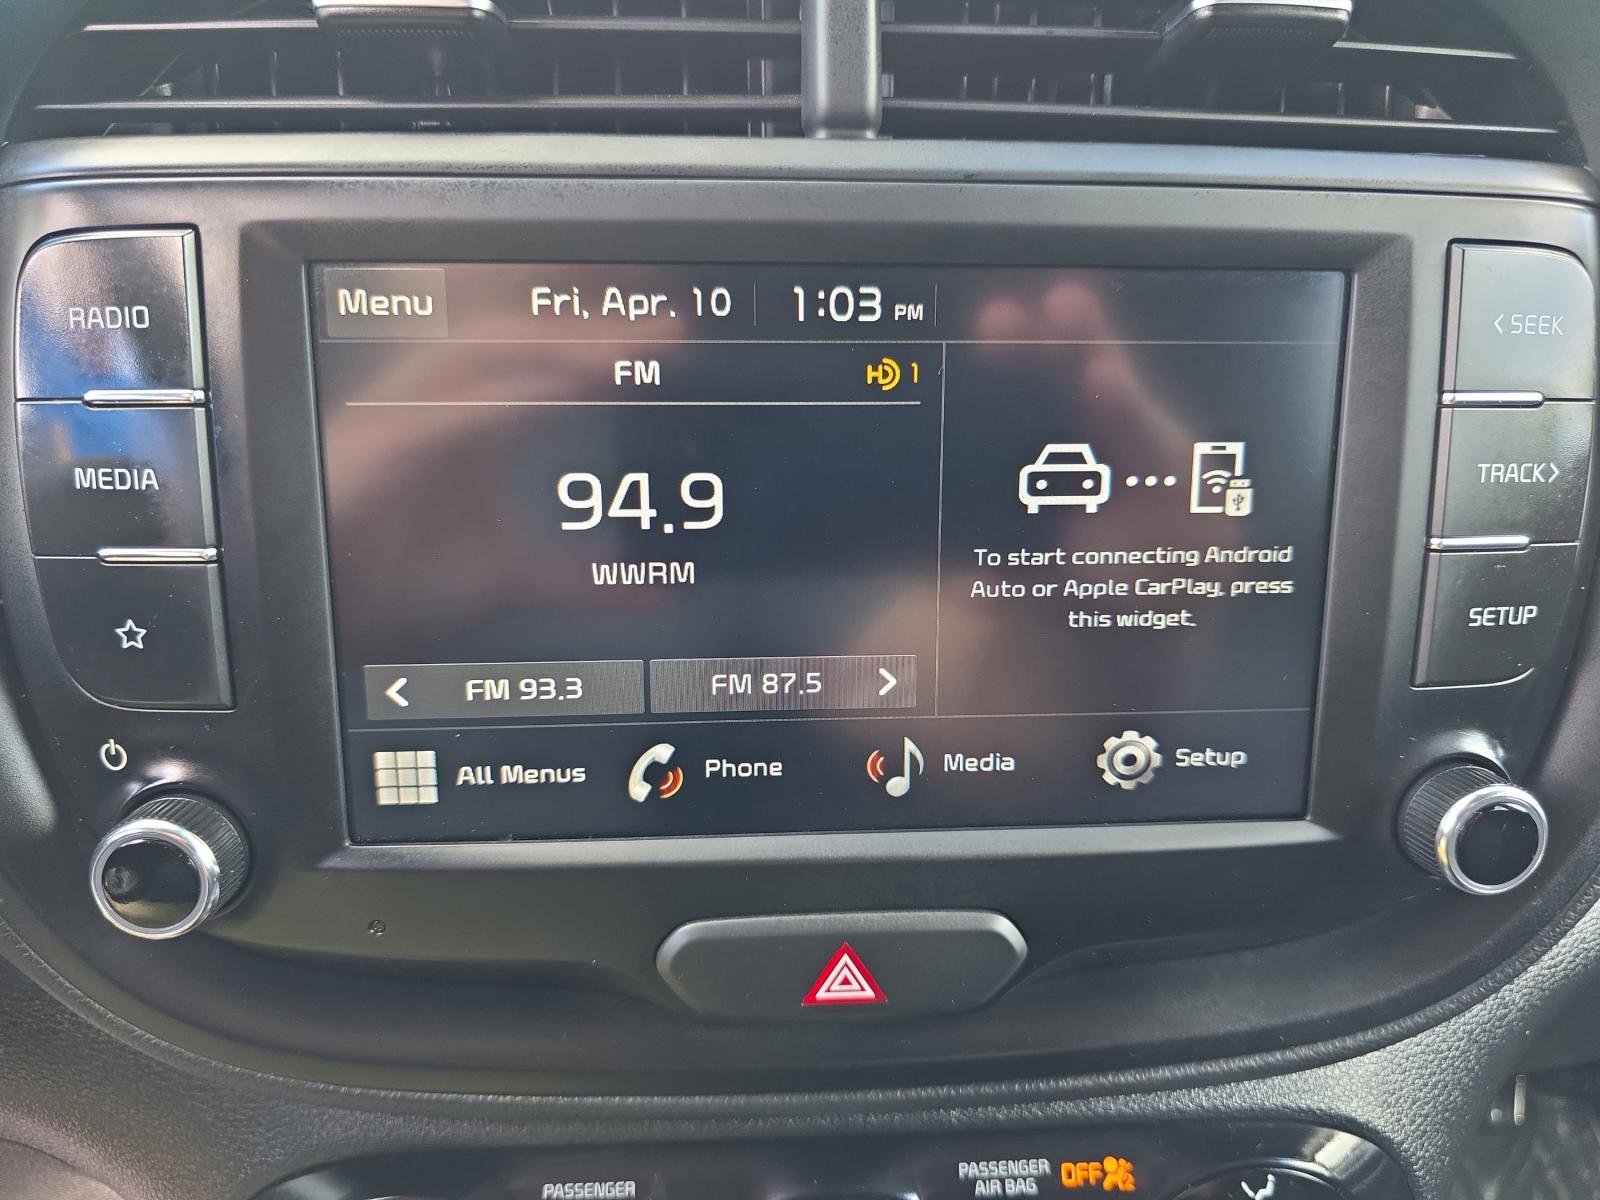 Menu
Fri, Apr. 10
1:03 PM
RADIO
MEDIA
FM
HD 1
94.9
WWRM
FM 93.3
FM 87.5
To start connecting Android
Auto or Apple CarPlay, press
this widget.
All Menus
Phone
Media
Setup
< SEEK
TRACK >
SETUP
PASSENGER
PASSENGER
AIR BAG
OFF
2